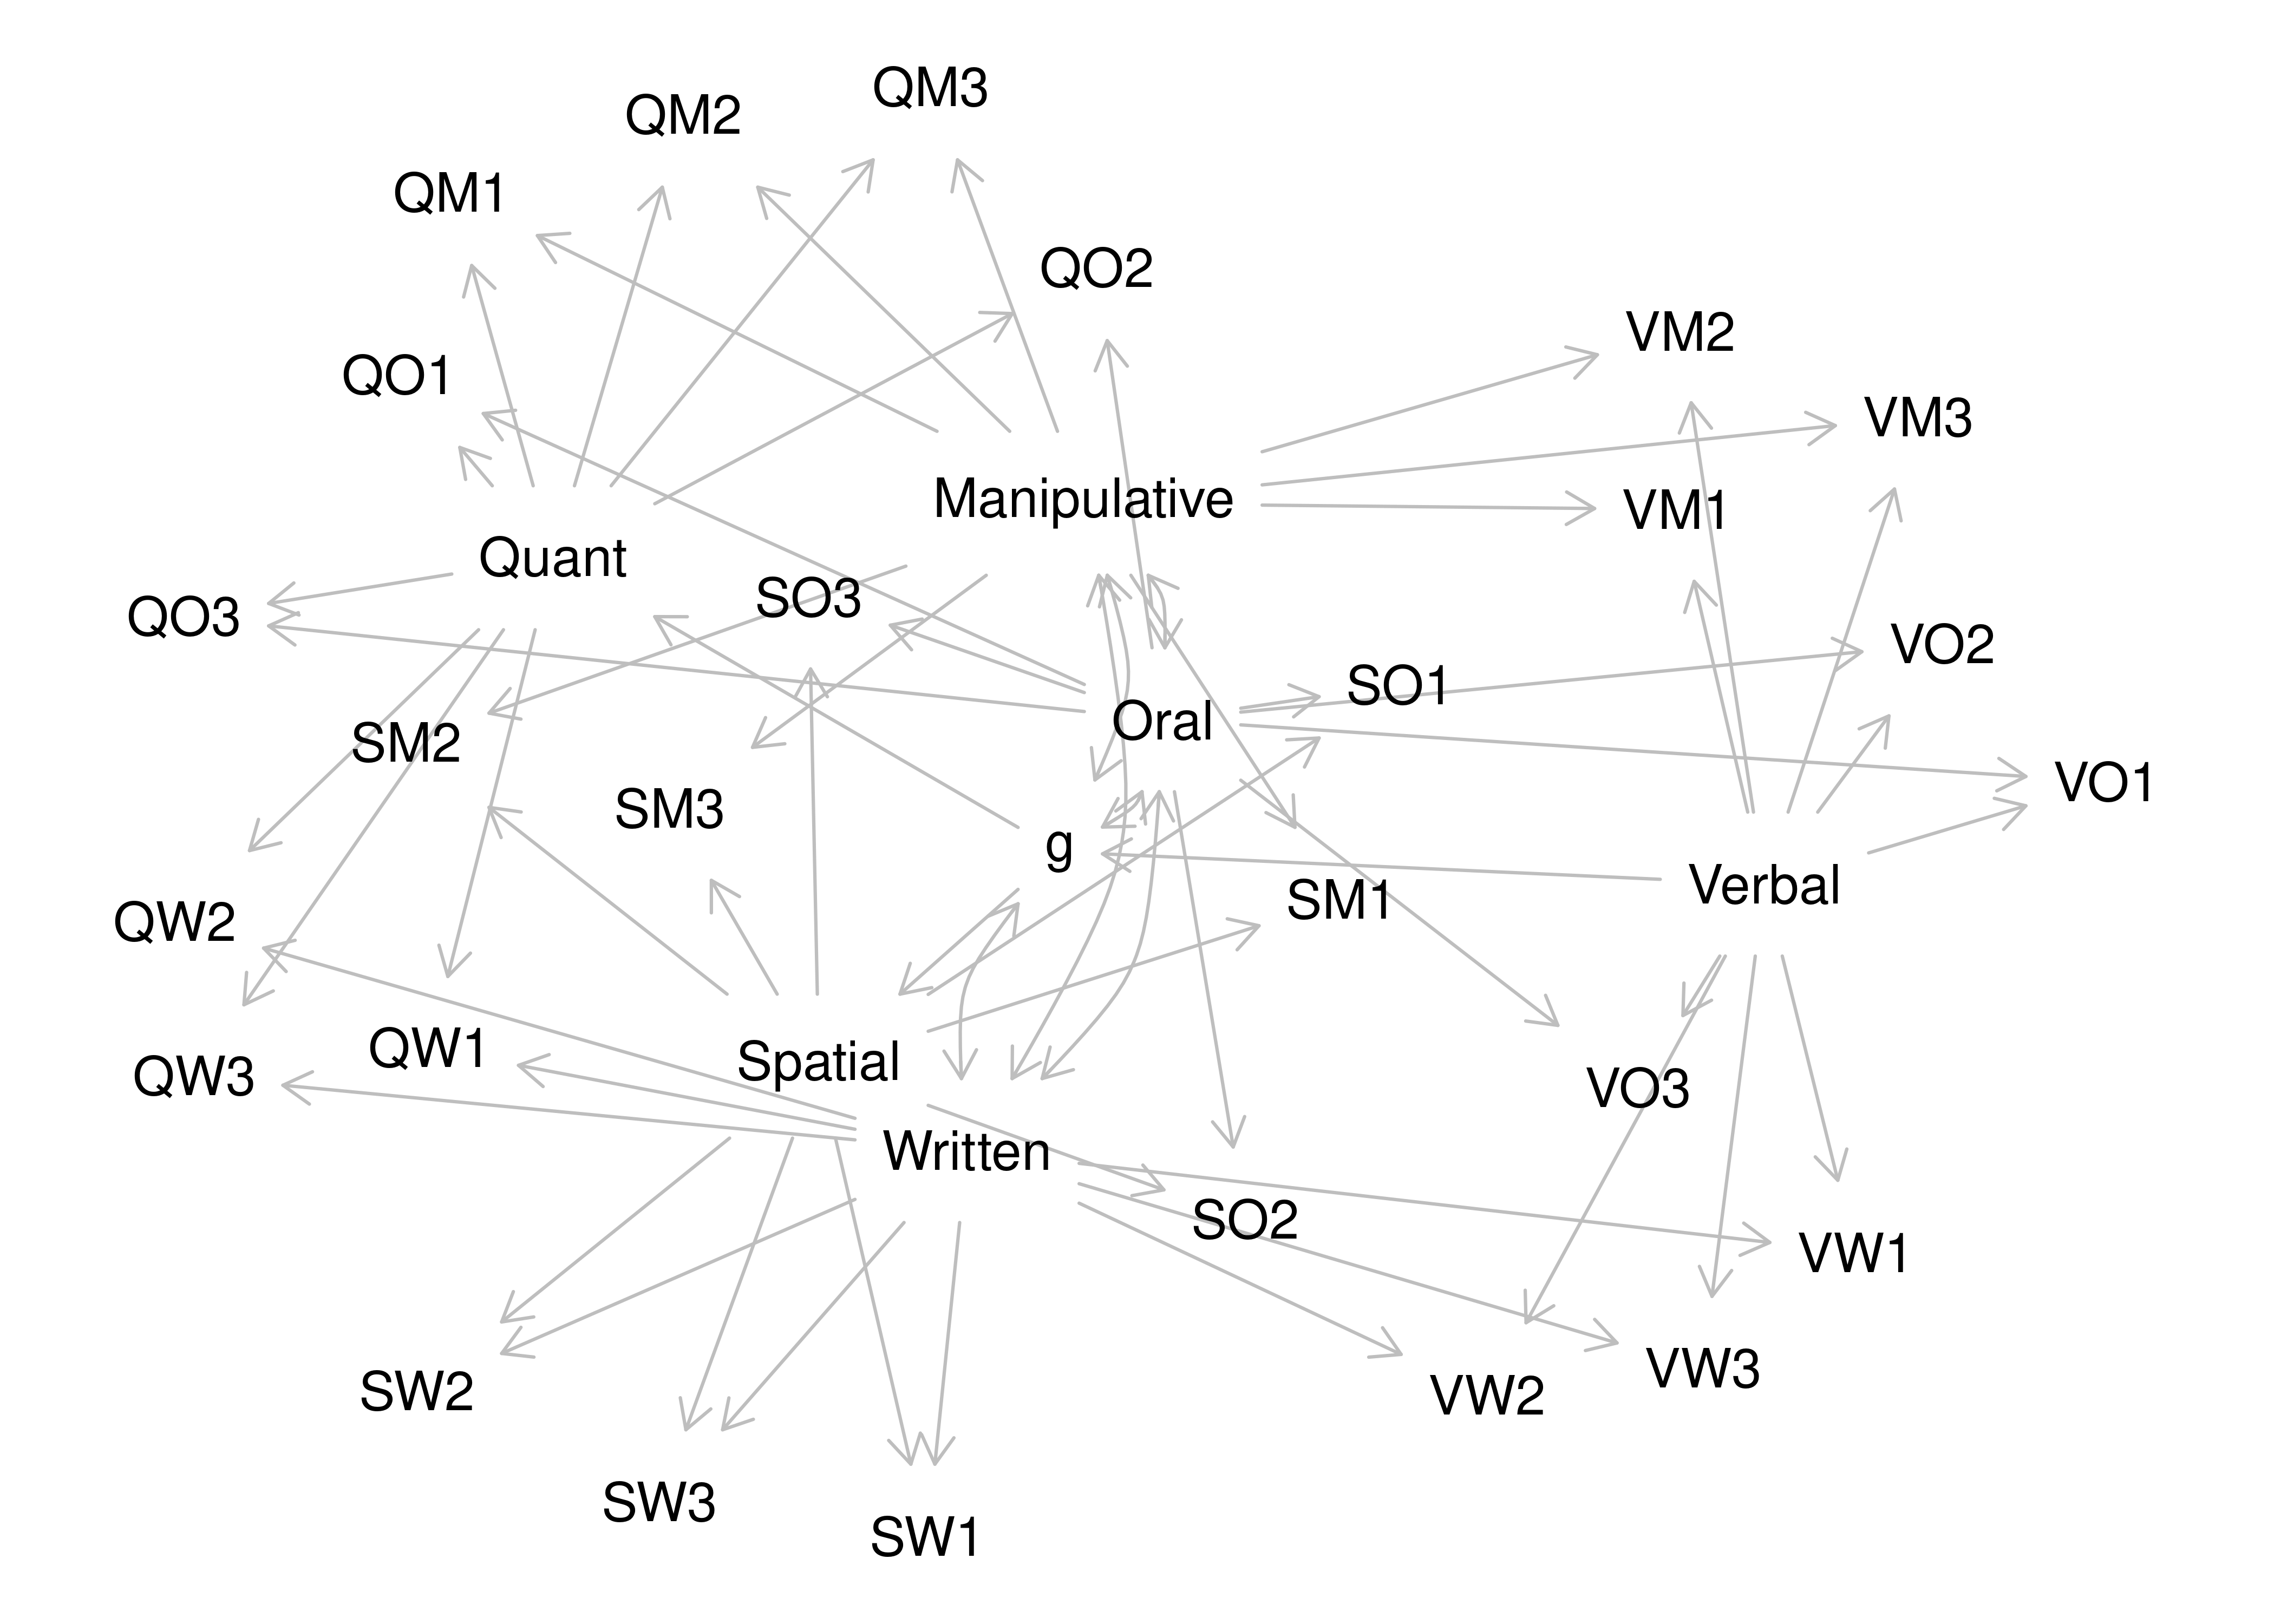 QM3
QM2
QM1
QO2
VM2
QO1
VM3
Manipulative
VM1
Quant
SO3
QO3
VO2
SO1
Oral
SM2
VO1
SM3
g
Verbal
SM1
QW2
QW1
Spatial
QW3
VO3
Written
SO2
VW1
VW3
SW2
VW2
SW3
SW1